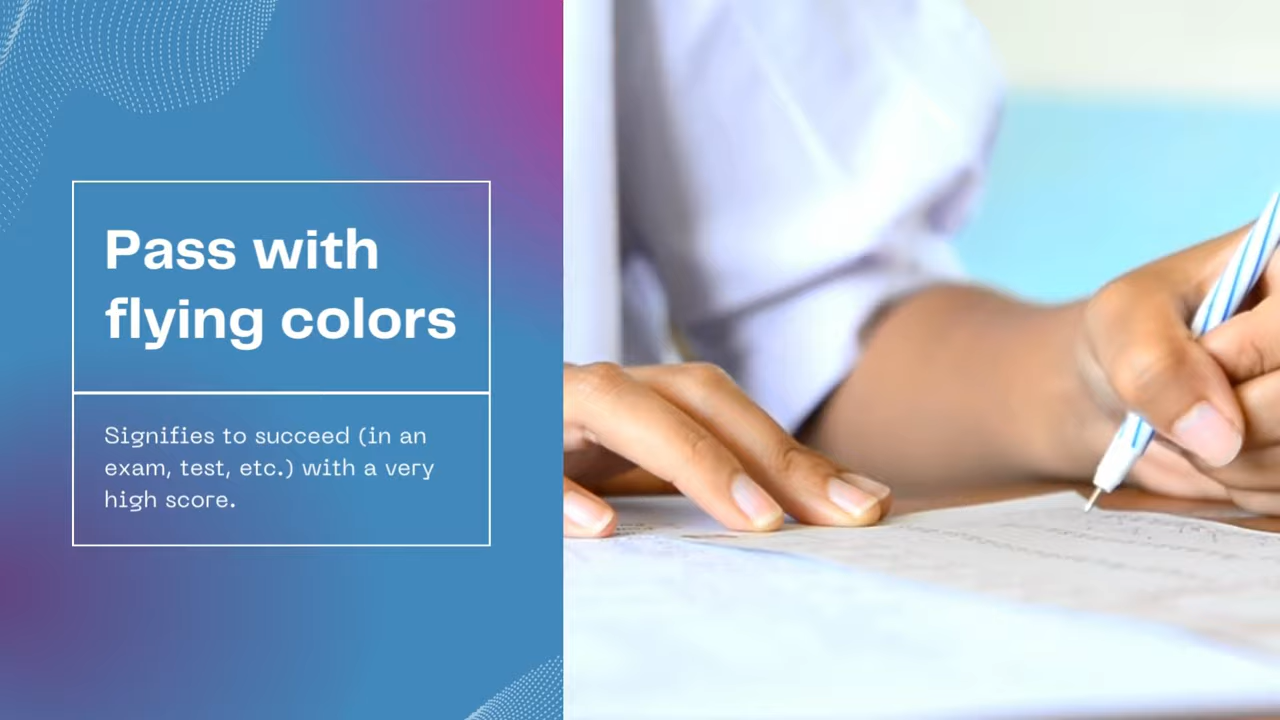 Pass with
flying colors
Signifies to succeed (in an
exam, test, etc.) with a very
high score.